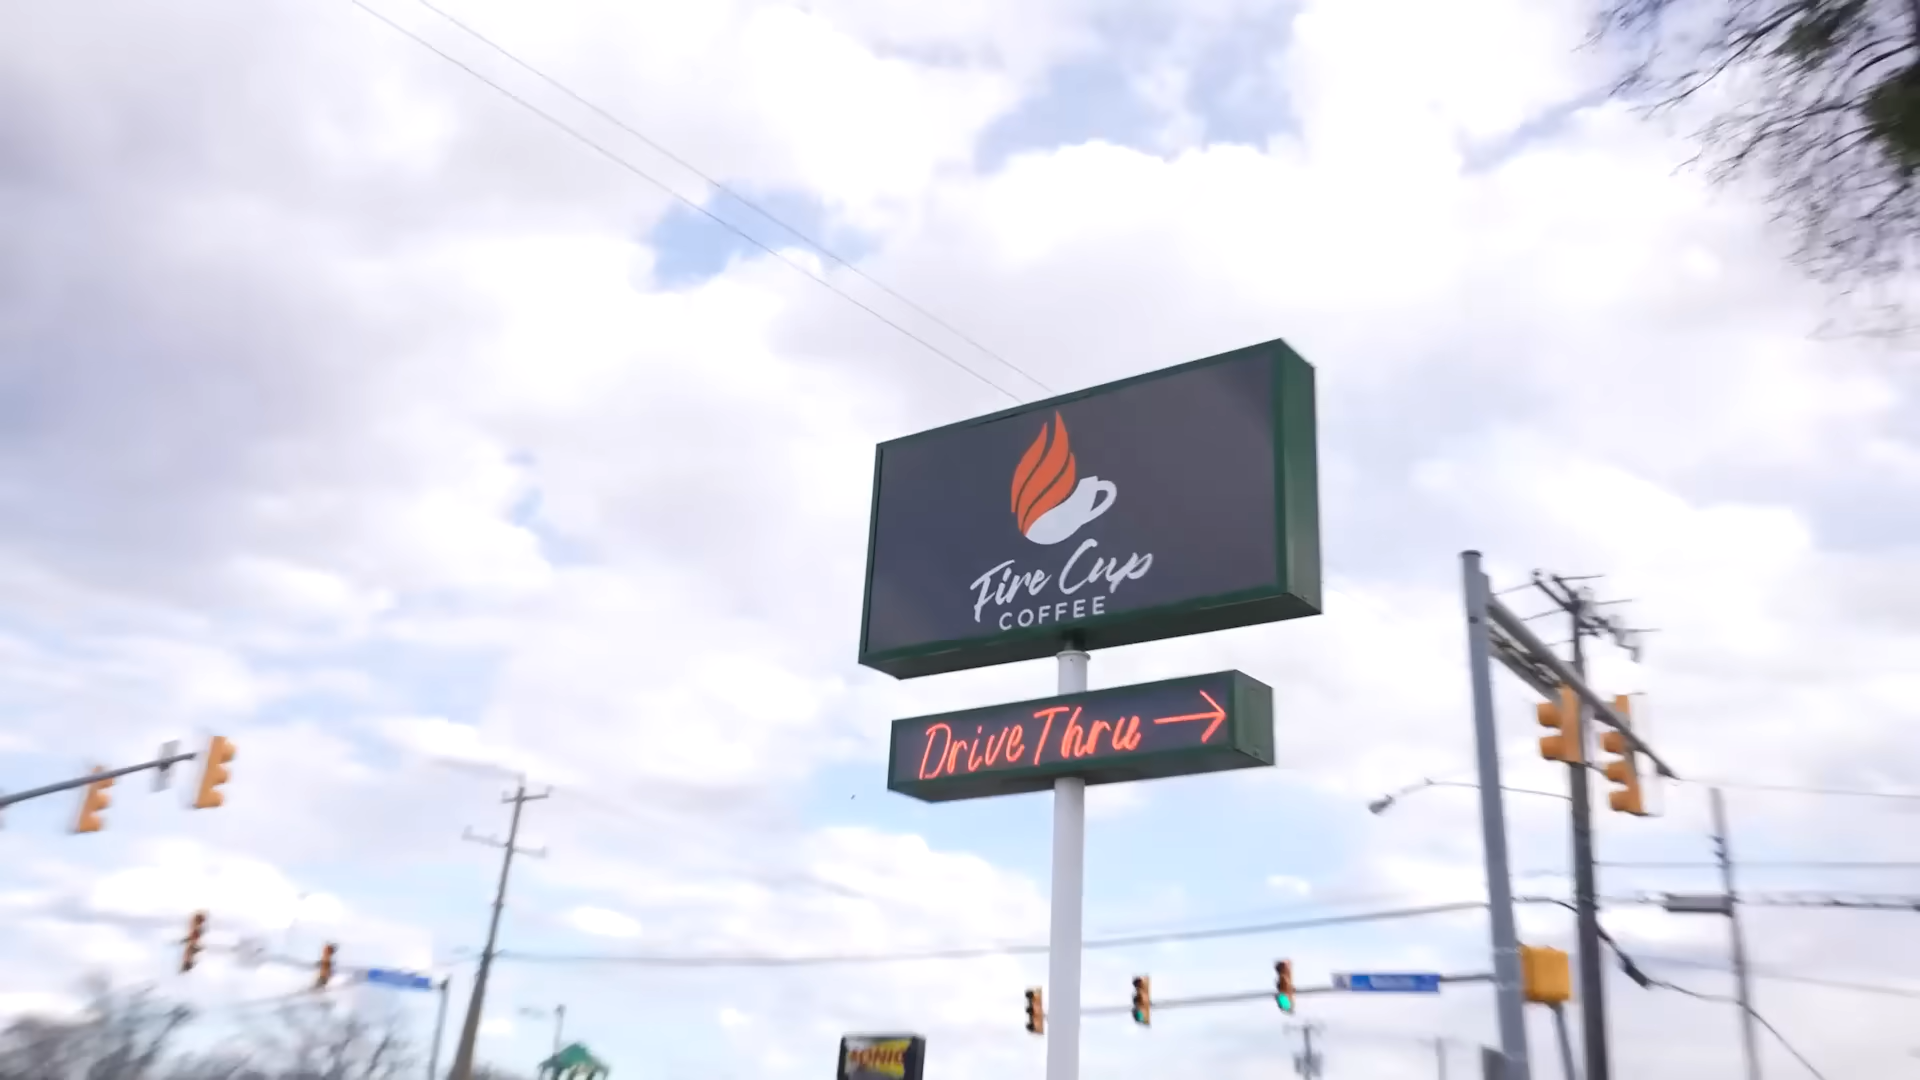 Fire Cup
COFFEE
Drive Thru →
SONIC